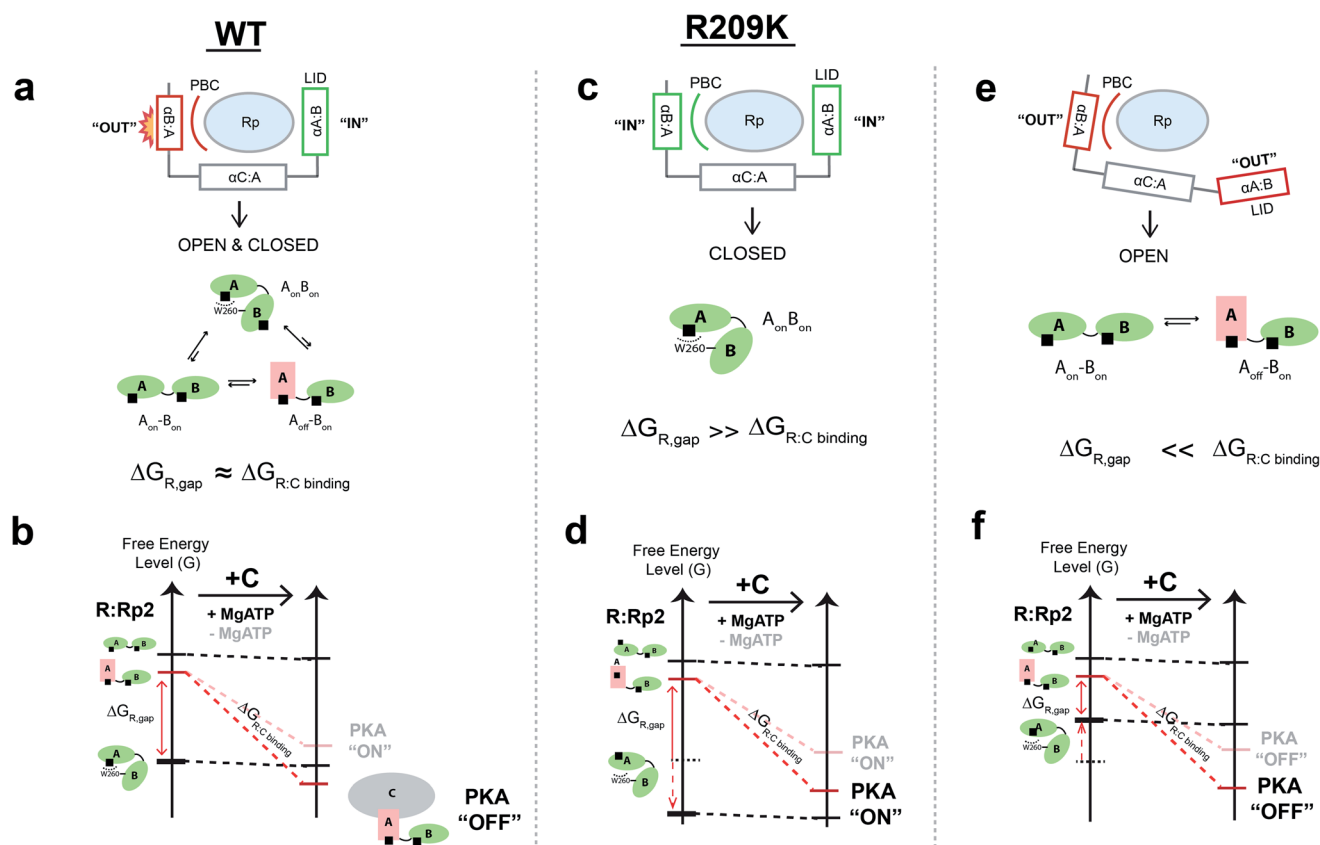 WT
R209K
a
PBC
LID
αB:A
Rp
αA:B
"OUT"
"IN"
αC:A
OPEN & CLOSED
A
W260
B
AonBon
A B
A
B
Aon-Bon
Aoff-Bon
ΔGR,gap ≈ ΔGR:C binding
b
Free Energy
Level (G)
+C
R:Rp2
+ MgATP
- MgATP
A B
A
B
ΔGR,gap
ΔGR:C binding
A
W260
B
PKA
"ON"
C
A
B
PKA
"OFF"
c
PBC
LID
"IN"
αB:A
Rp
αA:B
"IN"
αC:A
CLOSED
A
W260
B
AonBon
ΔGR,gap >> ΔGR:C binding
d
Free Energy
Level (G)
+C
R:Rp2
+ MgATP
- MgATP
A B
A
B
ΔGR,gap
ΔGR:C binding
A
W260
B
PKA
"ON"
PKA
"ON"
e
PBC
αB:A
"OUT"
Rp
αC:A
"OUT"
αA:B
LID
OPEN
A B
A
B
Aon-Bon
Aoff-Bon
ΔGR,gap << ΔGR:C binding
f
Free Energy
Level (G)
+C
R:Rp2
+ MgATP
- MgATP
A B
A
B
ΔGR,gap
ΔGR:C binding
A
W260
B
PKA
"OFF"
PKA
"OFF"